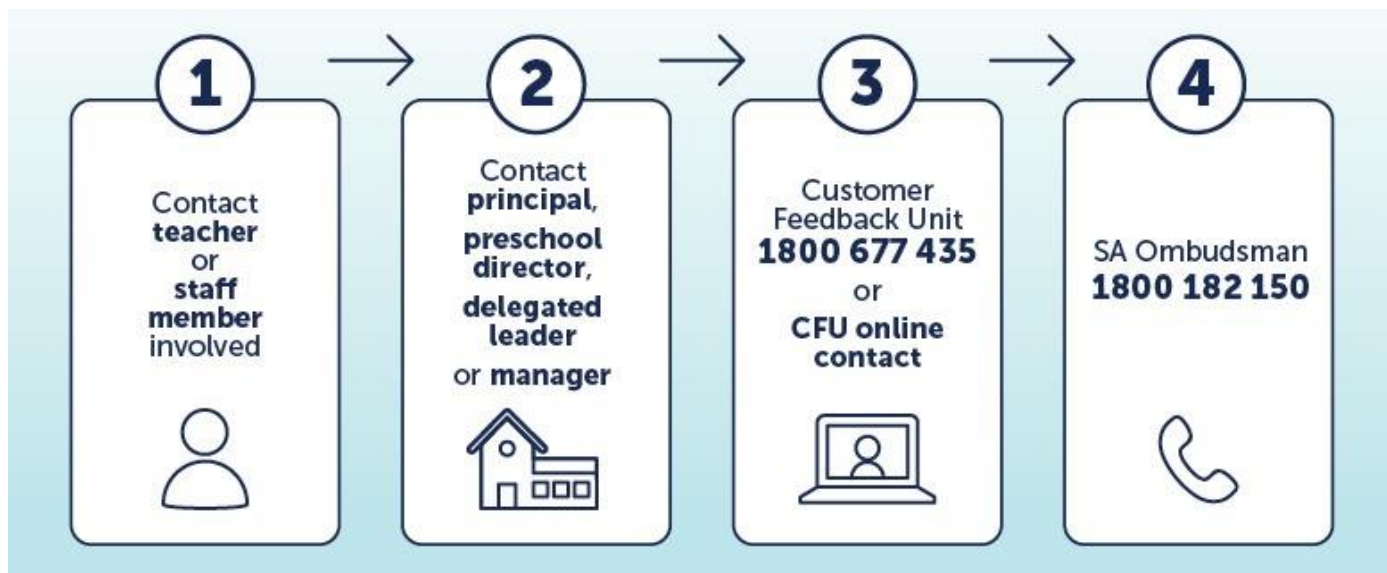 1
Contact
teacher
or
staff
member
involved
2
Contact
principal,
preschool
director,
delegated
leader
or manager
3
Customer
Feedback Unit
1800 677 435
or
CFU online
contact
4
SA Ombudsman
1800 182 150